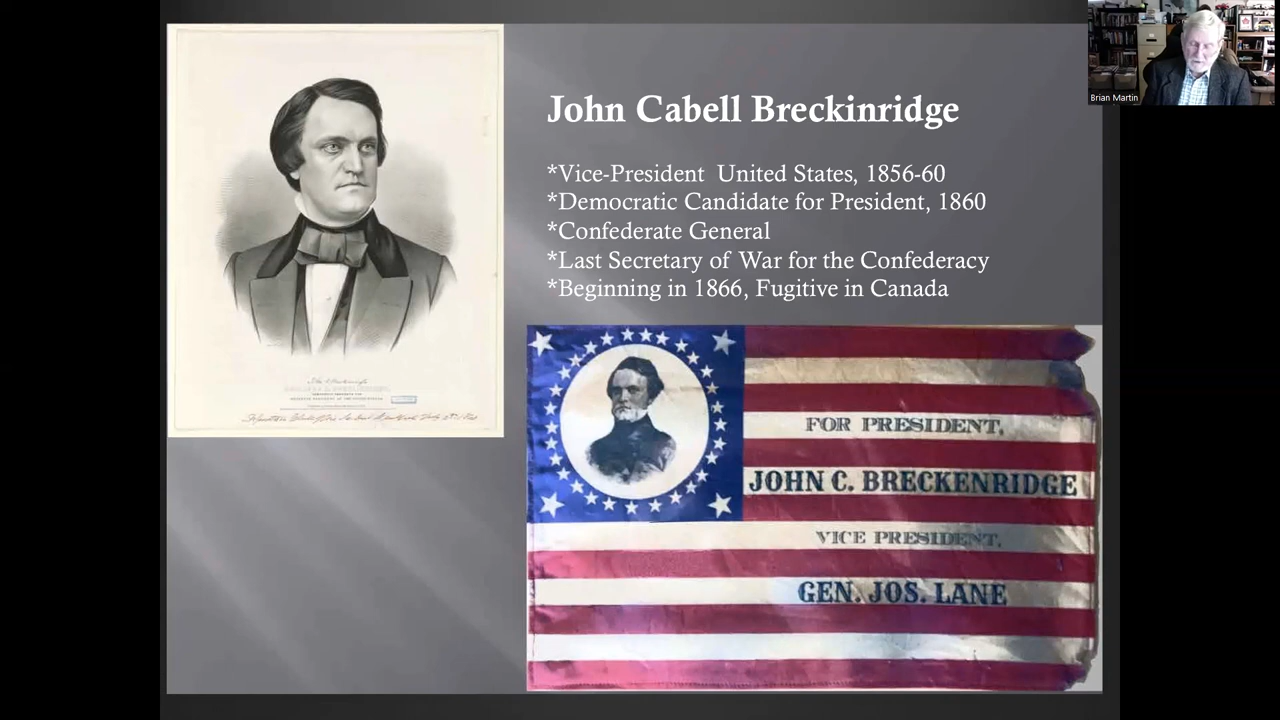 Brian Martin
John Cabell Breckinridge
*Vice-President United States, 1856-60
*Democratic Candidate for President, 1860
*Confederate General
*Last Secretary of War for the Confederacy
*Beginning in 1866, Fugitive in Canada
FOR PRESIDENT,
JOHN C. BRECKENRIDGE
VICE PRESIDENT,
GEN. JOS. LANE